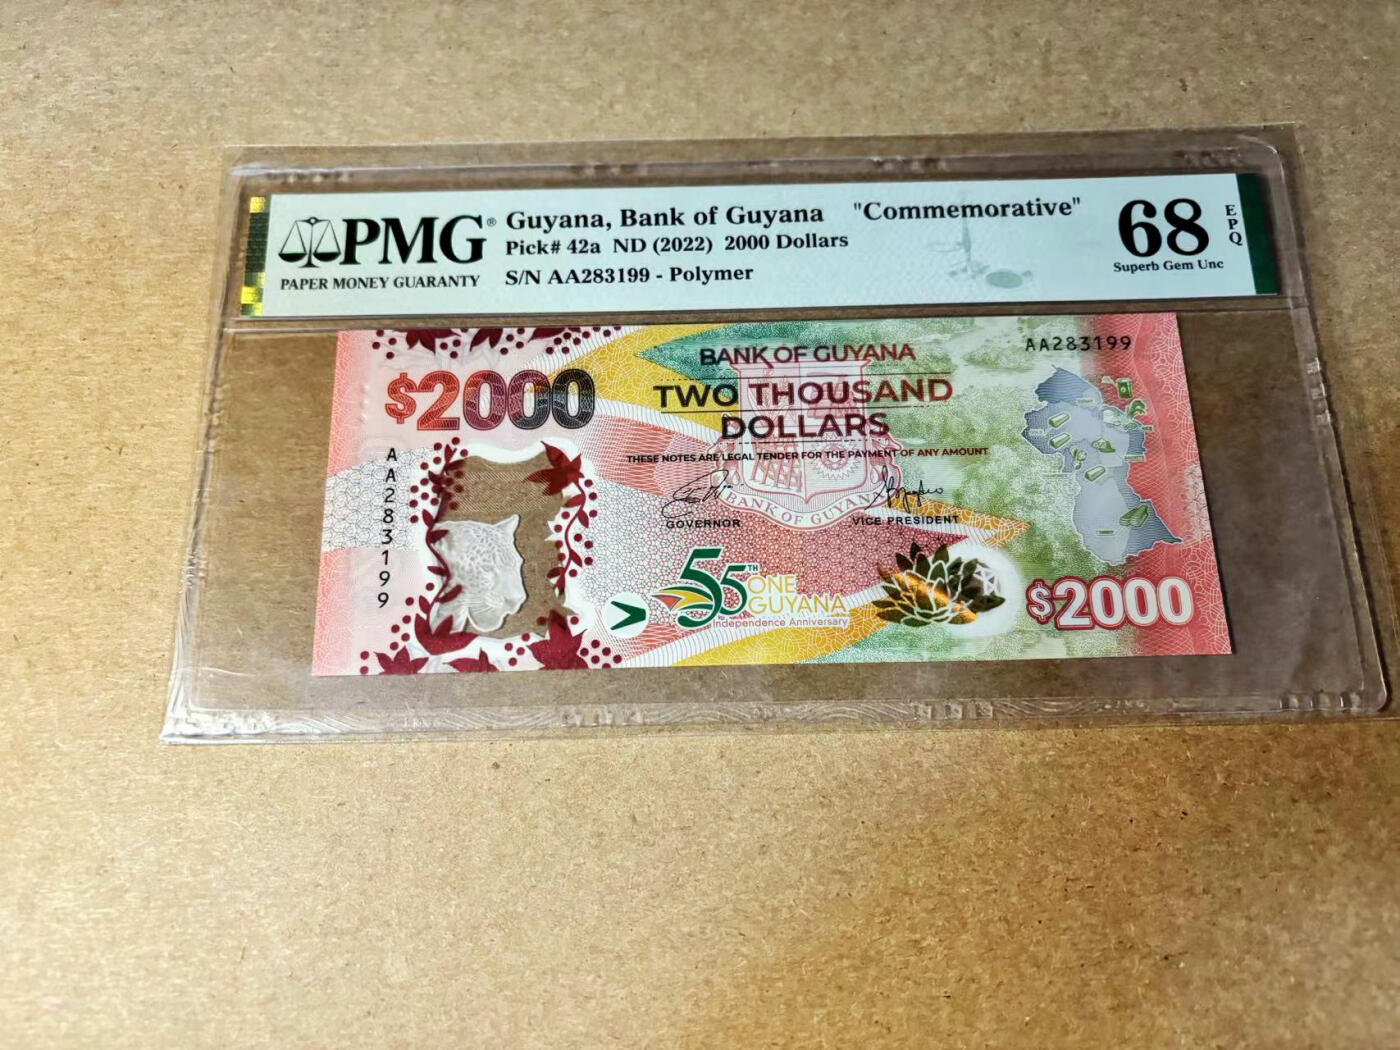 PMG®
PAPER MONEY GUARANTY
Guyana, Bank of Guyana "Commemorative"
Pick# 42a ND (2022) 2000 Dollars
S/N AA283199 - Polymer
68
EPQ
Superb Gem Unc
$2000
BANK OF GUYANA
TWO THOUSAND
DOLLARS
THESE NOTES ARE LEGAL TENDER FOR THE PAYMENT OF ANY AMOUNT
AA283199
AA283199
GOVERNOR
VICE PRESIDENT
BANK OF GUYANA
55TH ONE
GUYANA
Independence Anniversary
$2000